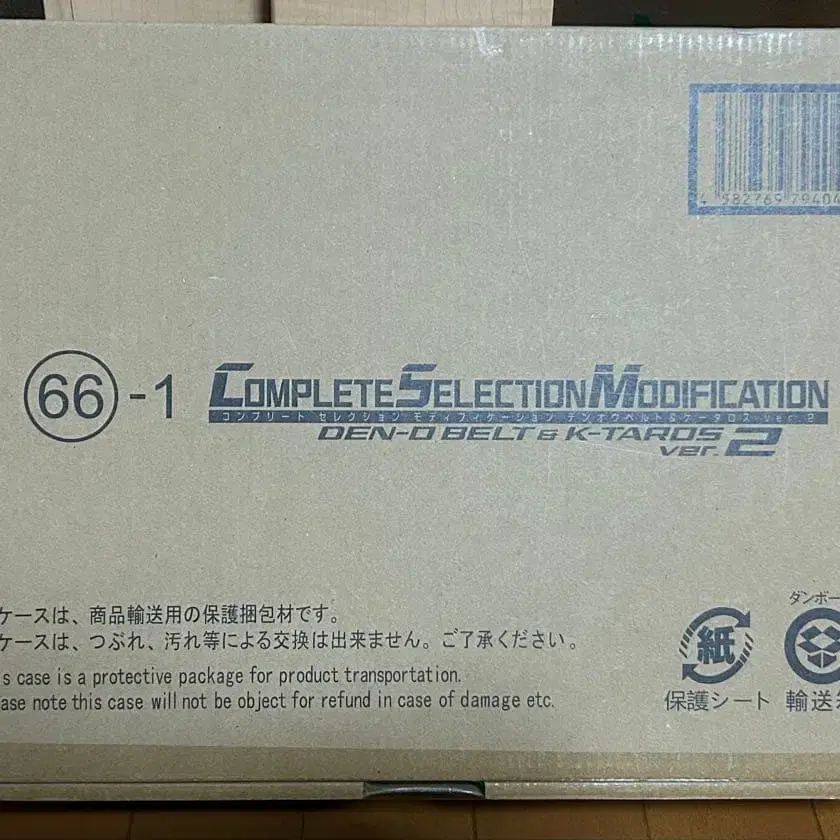 4 582769 79404
66-1 COMPLETE SELECTION MODIFICATION
コンプリート セレクション モディフィケーション デンオウベルト&ケータロス ver.2
DEN-O BELT & K-TAROS
ver.2
ケースは、商品輸送用の保護梱包材です。
ケースは、つぶれ、汚れ等による交換は出来ません。ご了承ください。
s case is a protective package for product transportation.
ase note this case will not be object for refund in case of damage etc.
紙
保護シート
ダンボー
輸送